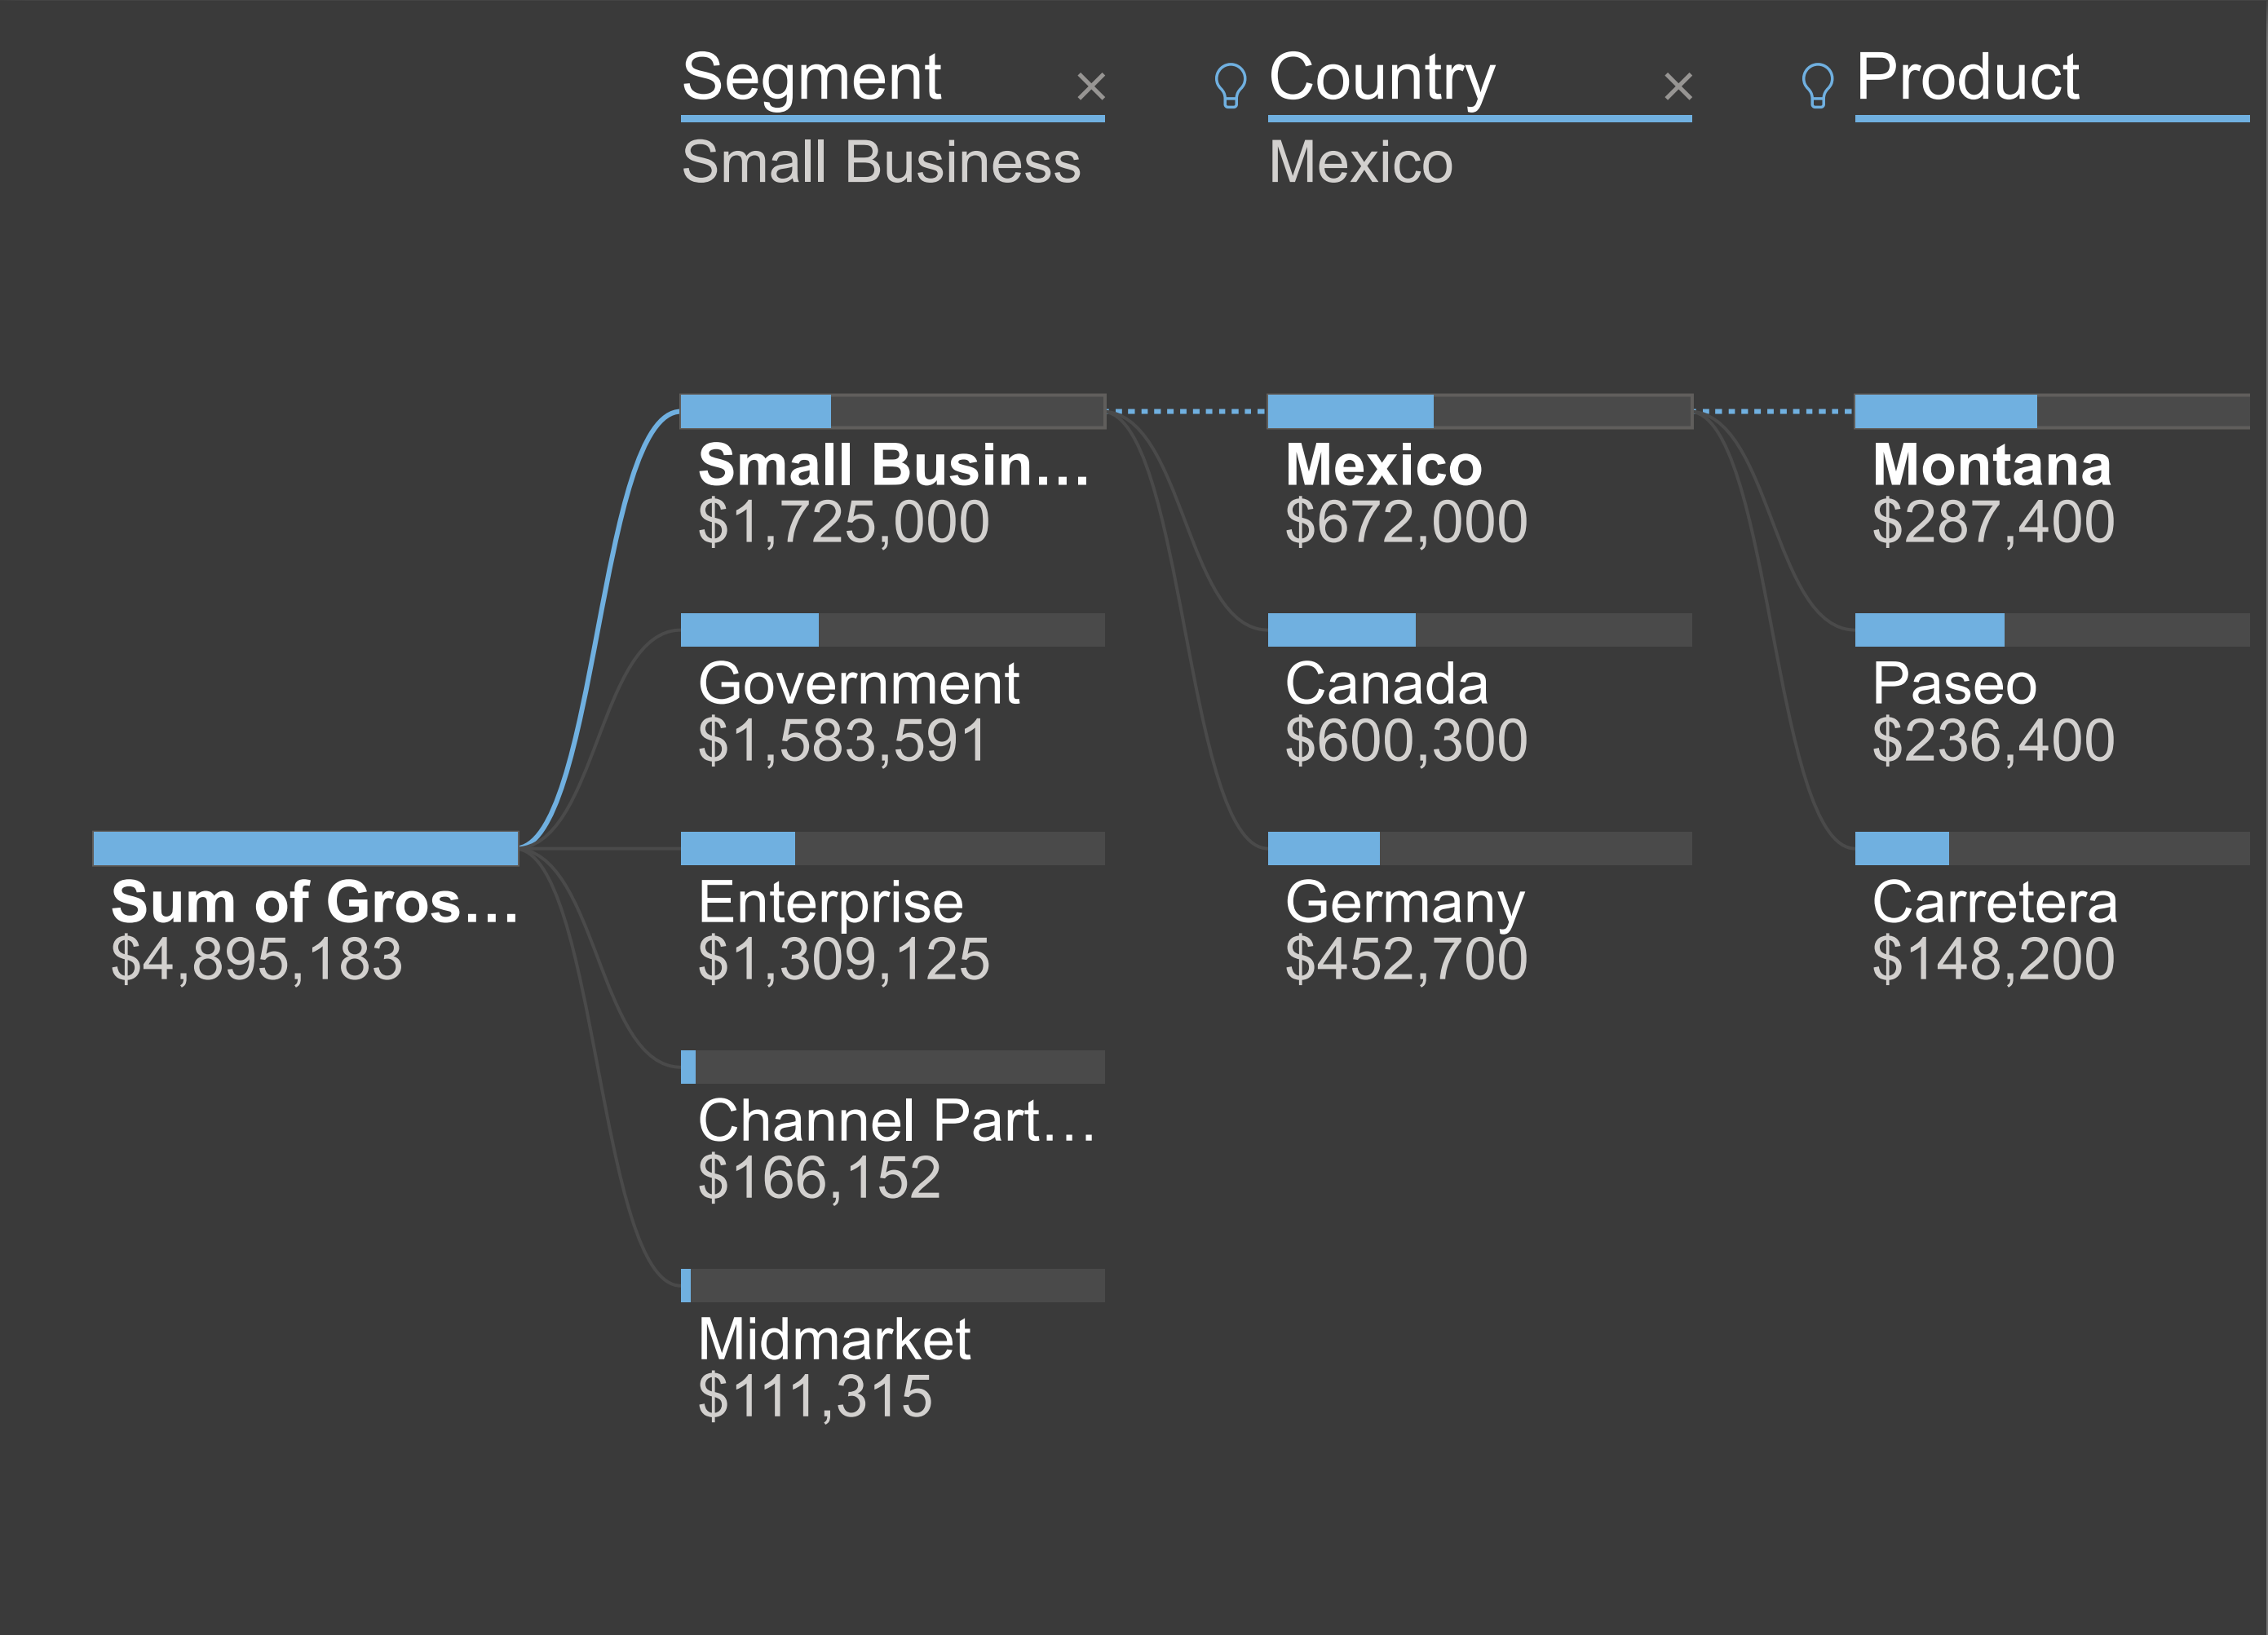 Segment
Country
Product
Small Business
Mexico
Small Busin...
$1,725,000
Mexico
$672,000
Montana
$287,400
Government
$1,583,591
Canada
$600,300
Paseo
$236,400
Sum of Gros...
$4,895,183
Enterprise
$1,309,125
Germany
$452,700
Carretera
$148,200
Channel Part...
$166,152
Midmarket
$111,315